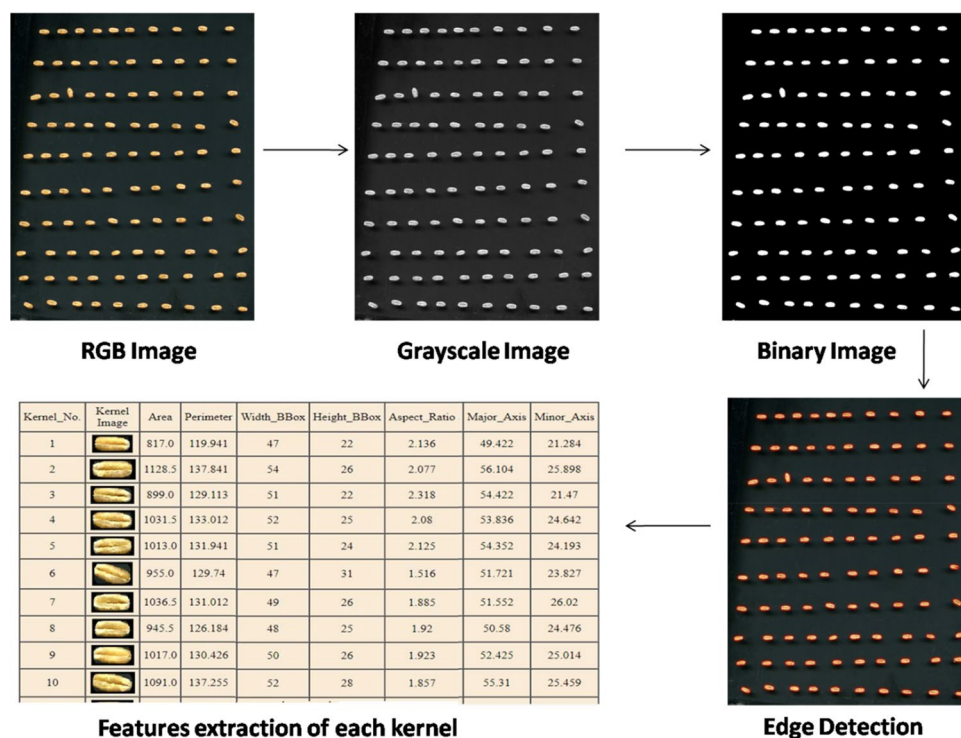 RGB Image
Grayscale Image
Binary Image
Kernel_No. Kernel Image Area Perimeter Width_BBox Height_BBox Aspect_Ratio Major_Axis Minor_Axis
1 817.0 119.941 47 22 2.136 49.422 21.284
2 1128.5 137.841 54 26 2.077 56.104 25.898
3 899.0 129.113 51 22 2.318 54.422 21.47
4 1031.5 133.012 52 25 2.08 53.836 24.642
5 1013.0 131.941 51 24 2.125 54.352 24.193
6 955.0 129.74 47 31 1.516 51.721 23.827
7 1036.5 131.012 49 26 1.885 51.552 26.02
8 945.5 126.184 48 25 1.92 50.58 24.476
9 1017.0 130.426 50 26 1.923 52.425 25.014
10 1091.0 137.255 52 28 1.857 55.31 25.459
Features extraction of each kernel
Edge Detection